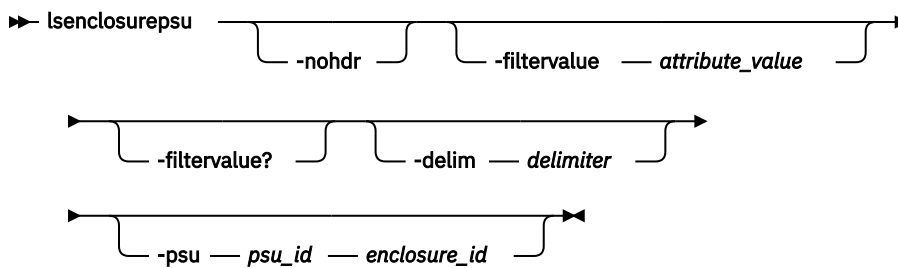 lsenclosurepsu
-nohdr -filtervalue attribute_value
-filtervalue? -delim delimiter
-psu psu_id enclosure_id